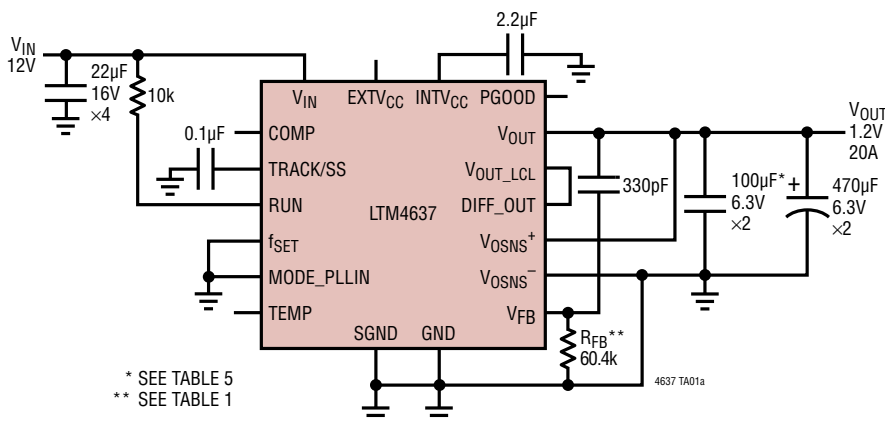 2.2µF
V_IN
12V
22µF
16V
×4
10k
V_IN
EXTV_CC
INTV_CC
PGOOD
COMP
V_OUT
V_OUT
1.2V
20A
0.1µF
TRACK/SS
V_OUT_LCL
330pF
100µF*
6.3V
×2
+
470µF
6.3V
×2
RUN
LTM4637
DIFF_OUT
f_SET
V_OSNS+
MODE_PLLIN
V_OSNS–
TEMP
V_FB
SGND
GND
R_FB**
60.4k
4637 TA01a
* SEE TABLE 5
** SEE TABLE 1